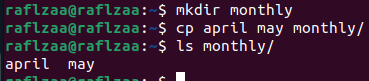 raflzaa@raflzaa:~$ mkdir monthly
raflzaa@raflzaa:~$ cp april may monthly/
raflzaa@raflzaa:~$ ls monthly/
april  may
raflzaa@raflzaa:~$